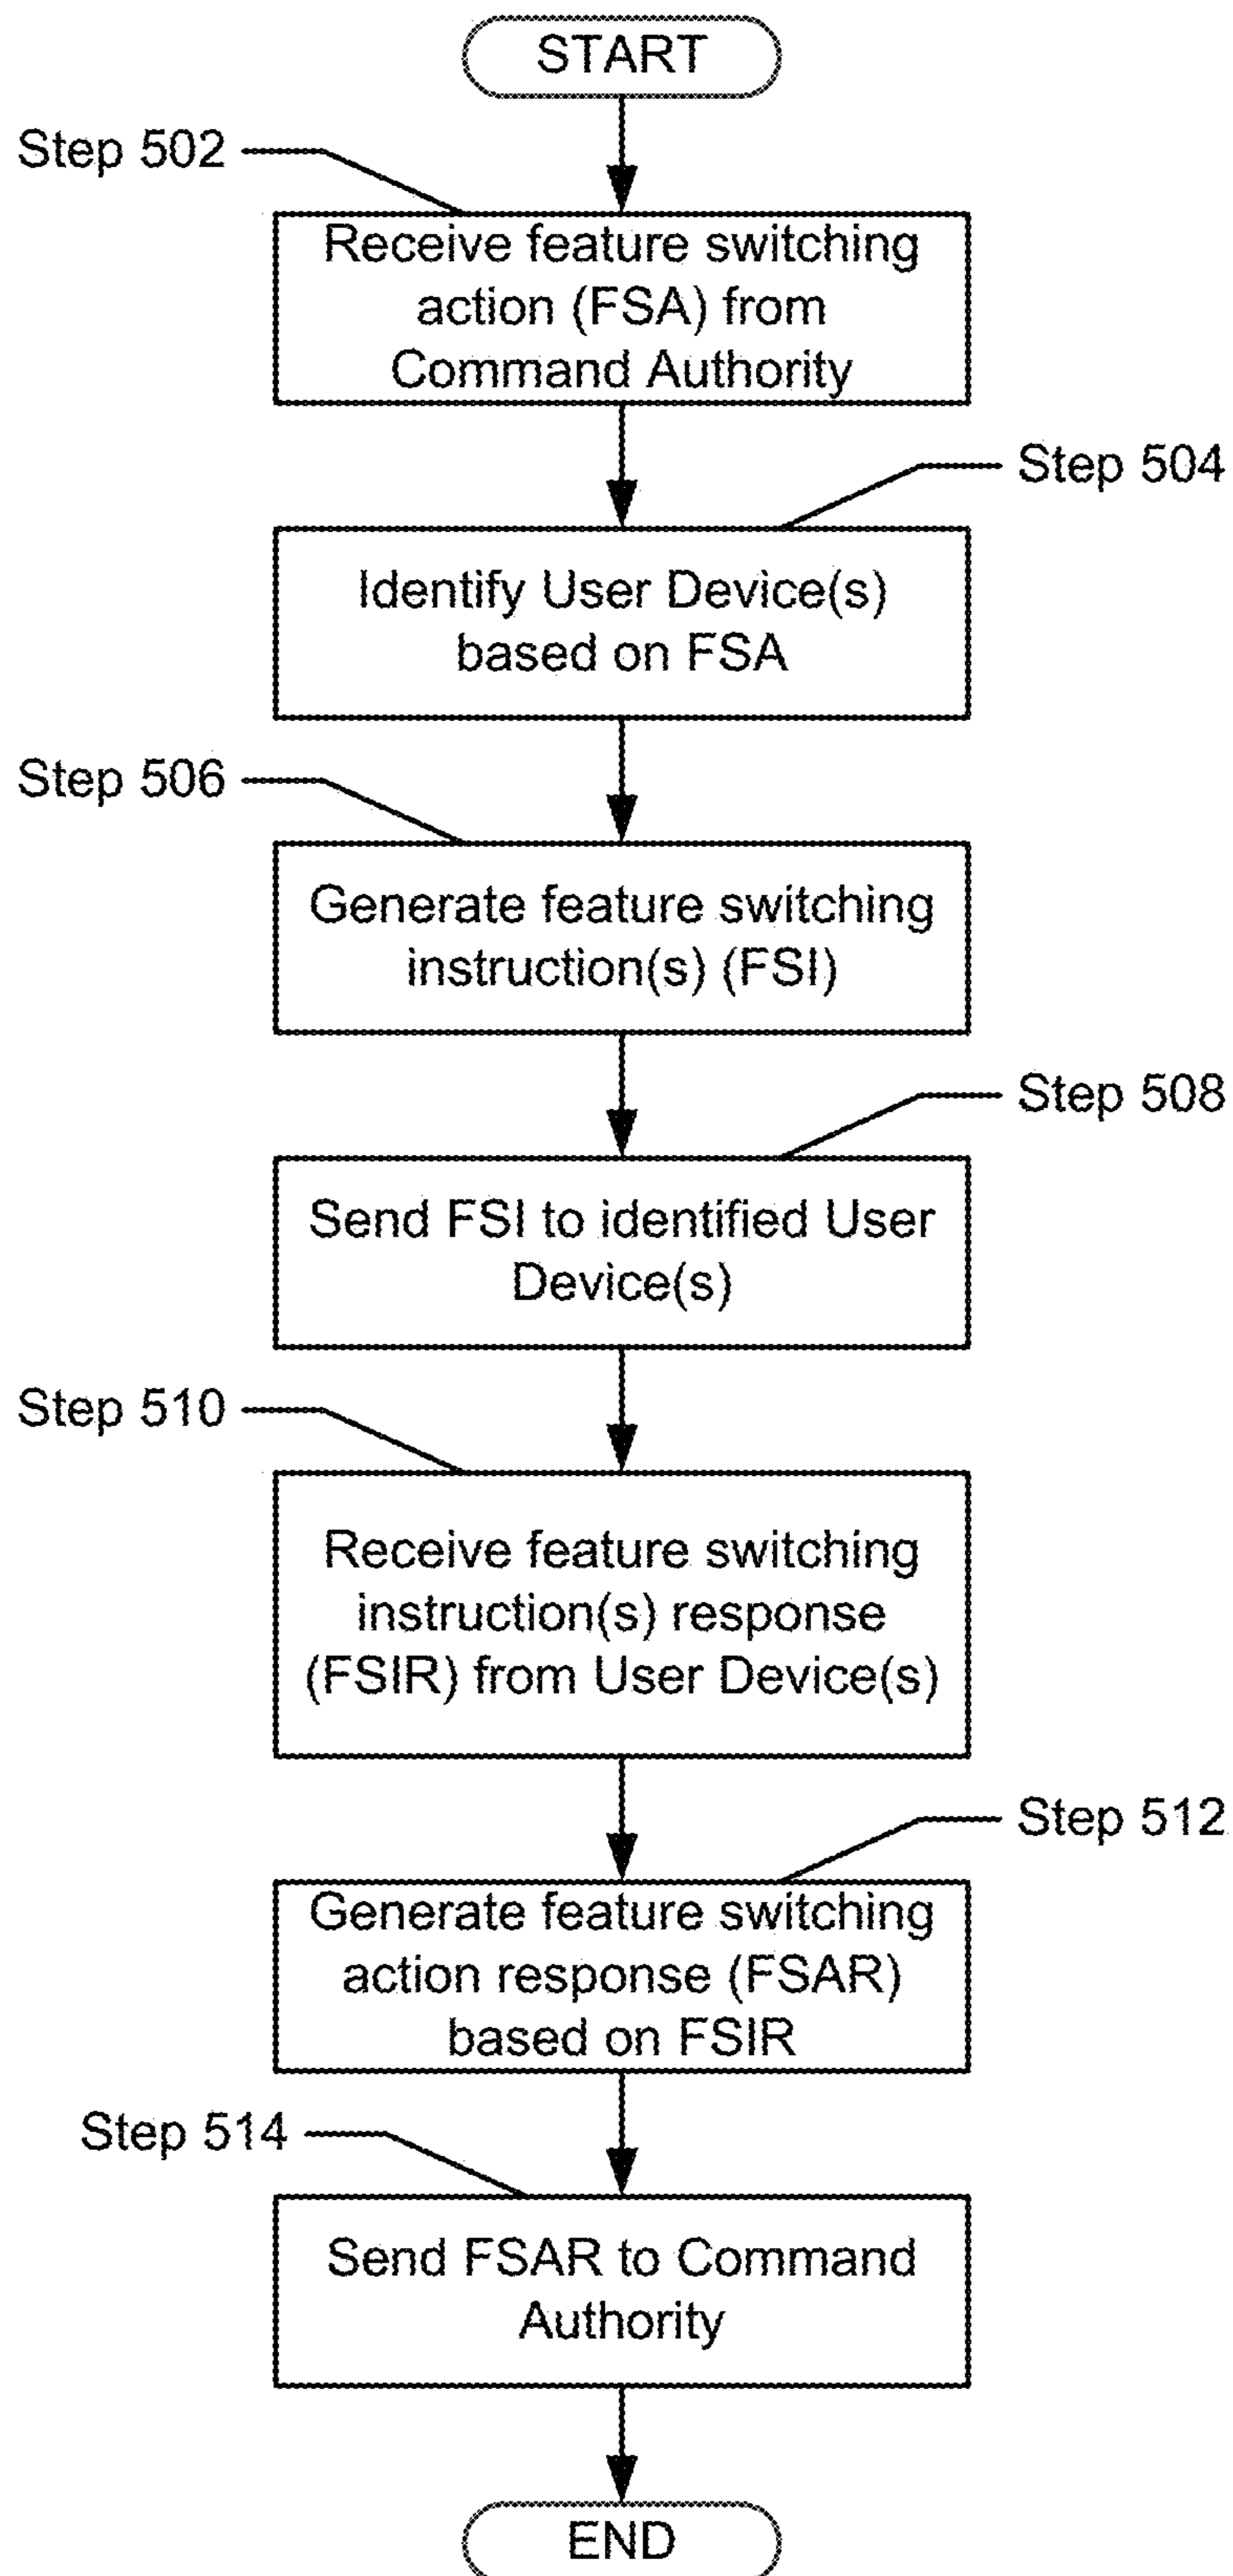 START
Step 502
Receive feature switching
action (FSA) from
Command Authority
Step 504
Identify User Device(s)
based on FSA
Step 506
Generate feature switching
instruction(s) (FSI)
Step 508
Send FSI to identified User
Device(s)
Step 510
Receive feature switching
instruction(s) response
(FSIR) from User Device(s)
Step 512
Generate feature switching
action response (FSAR)
based on FSIR
Step 514
Send FSAR to Command
Authority
END